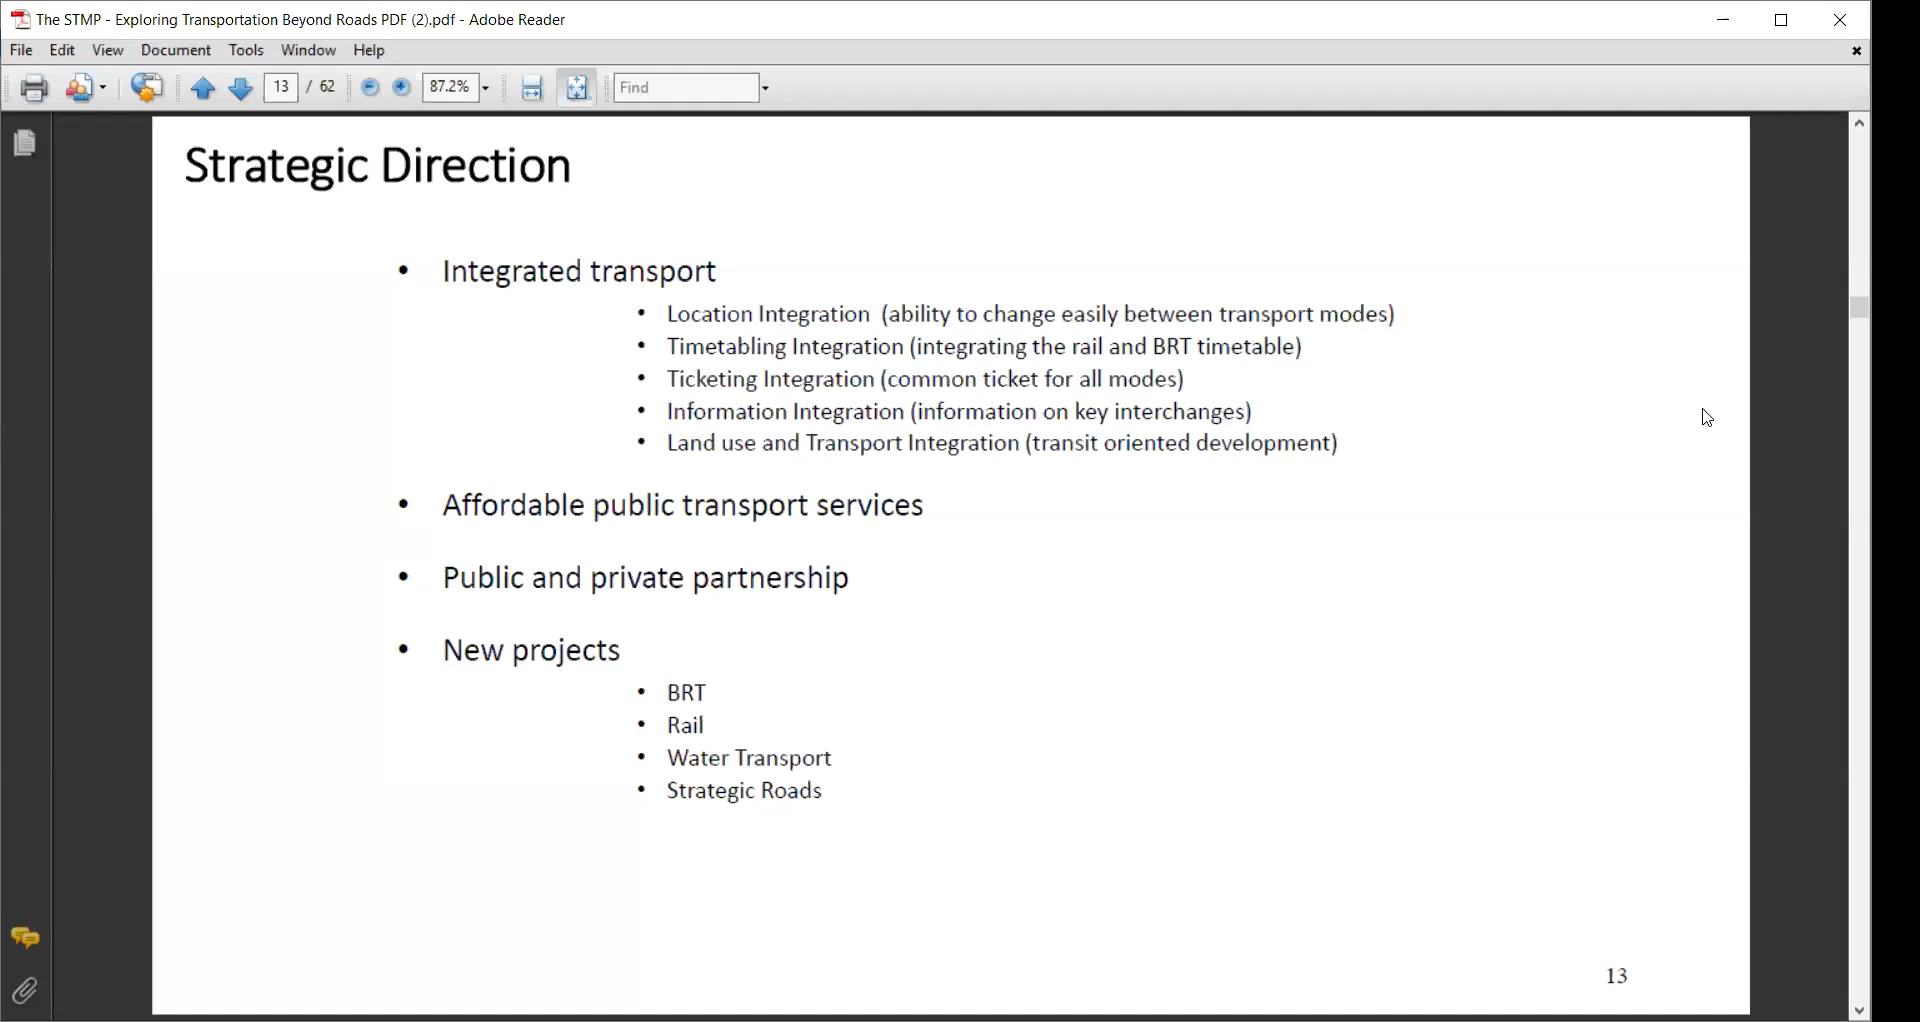 The STMP - Exploring Transportation Beyond Roads PDF (2).pdf - Adobe Reader
File Edit View Document Tools Window Help
13 / 62 87.2% Find
Strategic Direction
• Integrated transport
• Location Integration (ability to change easily between transport modes)
• Timetabling Integration (integrating the rail and BRT timetable)
• Ticketing Integration (common ticket for all modes)
• Information Integration (information on key interchanges)
• Land use and Transport Integration (transit oriented development)
• Affordable public transport services
• Public and private partnership
• New projects
• BRT
• Rail
• Water Transport
• Strategic Roads
13